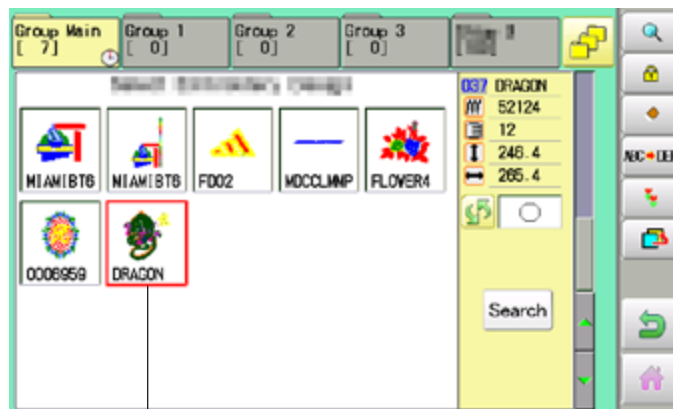 Group Main
[ 7]
Group 1
[ 0]
Group 2
[ 0]
Group 3
[ 0]
037 DRAGON
52124
12
246.4
265.4
MIAMIBT6
MIAMIBT6
FD02
MDCCLMNP
FLOWER4
0006959
DRAGON
Search